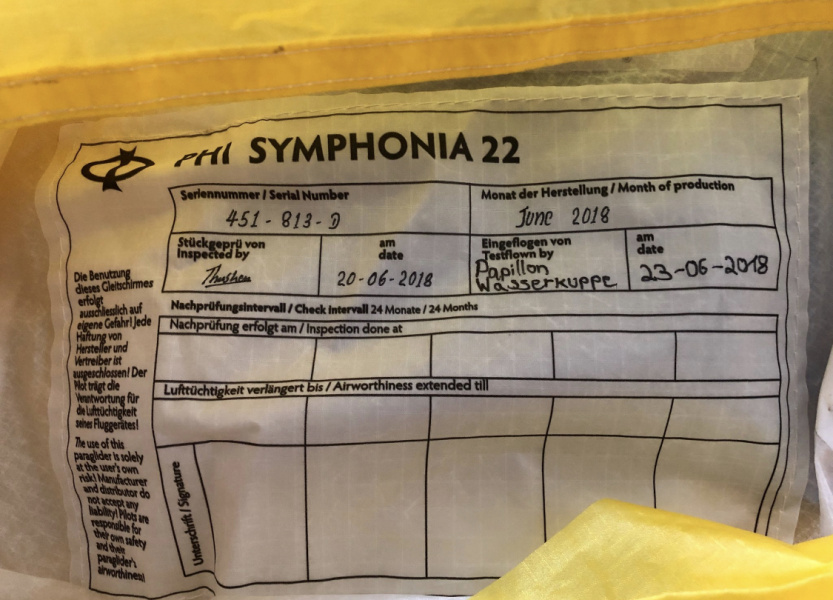 PHI SYMPHONIA 22
Seriennummer / Serial Number
451 - 813 - D
Monat der Herstellung / Month of production
June 2018
Stückgeprü von
Inspected by
am
date
20-06-2018
Eingeflogen von
Testflown by
Papillon
Wasserkuppe
am
date
23-06-2018
Nachprüfungsintervall / Check intervall 24 Monate / 24 Months
Nachprüfung erfolgt am / Inspection done at
Lufttüchtigkeit verlängert bis / Airworthiness extended till
Unterschrift / Signature
Die Benutzung
dieses Gleitschirmes
erfolgt
ausschliesslich auf
eigene Gefahr! Jede
Haftung von
Hersteller und
Vertreiber ist
ausgeschlossen! Der
Pilot trägt die
Verantwortung für
die Lufttüchtigkeit
seines Fluggerätes!
The use of this
paraglider is solely
at the user's own
risk! Manufacturer
and distributor do
not accept any
liability! Pilots are
responsible for
their own safety
and their
paraglider's
airworthiness!